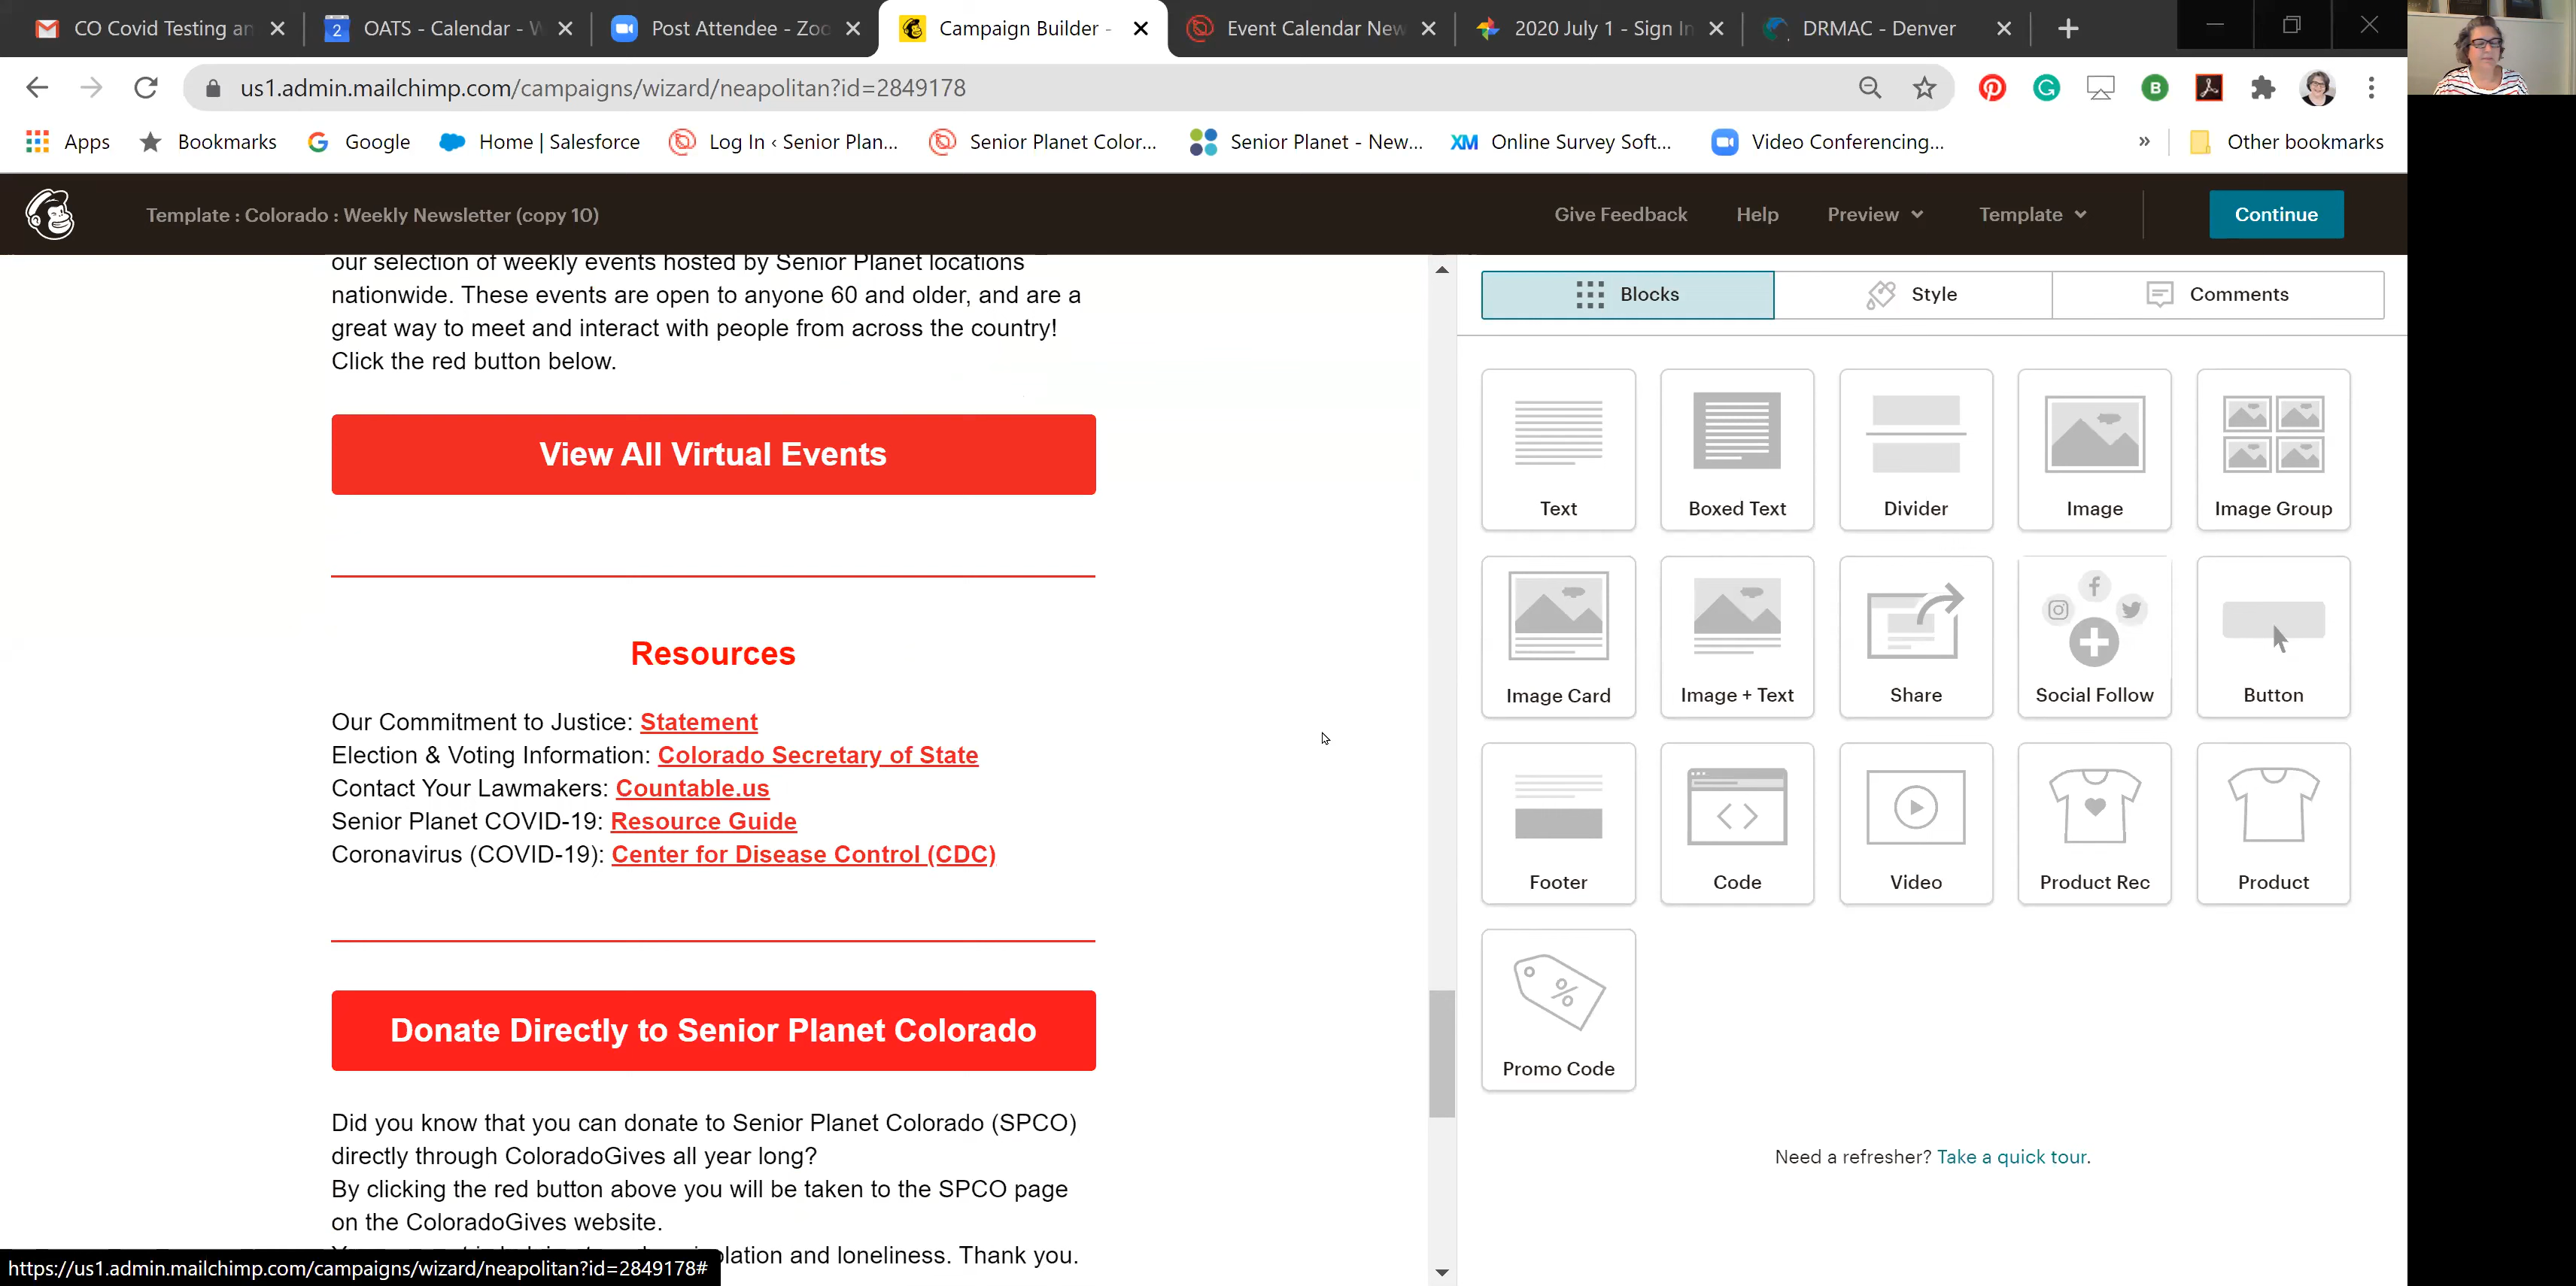 CO Covid Testing an
OATS - Calendar - W
Post Attendee - Zoo
Campaign Builder -
Event Calendar New
2020 July 1 - Sign In
DRMAC - Denver
us1.admin.mailchimp.com/campaigns/wizard/neapolitan?id=2849178
Apps
Bookmarks
Google
Home | Salesforce
Log In ‹ Senior Plan...
Senior Planet Color...
Senior Planet - New...
XM Online Survey Soft...
Video Conferencing...
»
Other bookmarks
Template : Colorado : Weekly Newsletter (copy 10)
Give Feedback
Help
Preview
Template
Continue
our selection of weekly events hosted by Senior Planet locations
nationwide. These events are open to anyone 60 and older, and are a
great way to meet and interact with people from across the country!
Click the red button below.
View All Virtual Events
Resources
Our Commitment to Justice: Statement
Election & Voting Information: Colorado Secretary of State
Contact Your Lawmakers: Countable.us
Senior Planet COVID-19: Resource Guide
Coronavirus (COVID-19): Center for Disease Control (CDC)
Donate Directly to Senior Planet Colorado
Did you know that you can donate to Senior Planet Colorado (SPCO)
directly through ColoradoGives all year long?
By clicking the red button above you will be taken to the SPCO page
on the ColoradoGives website.
and loneliness. Thank you.
https://us1.admin.mailchimp.com/campaigns/wizard/neapolitan?id=2849178#
Blocks
Style
Comments
Text
Boxed Text
Divider
Image
Image Group
Image Card
Image + Text
Share
Social Follow
Button
Footer
Code
Video
Product Rec
Product
Promo Code
Need a refresher? Take a quick tour.